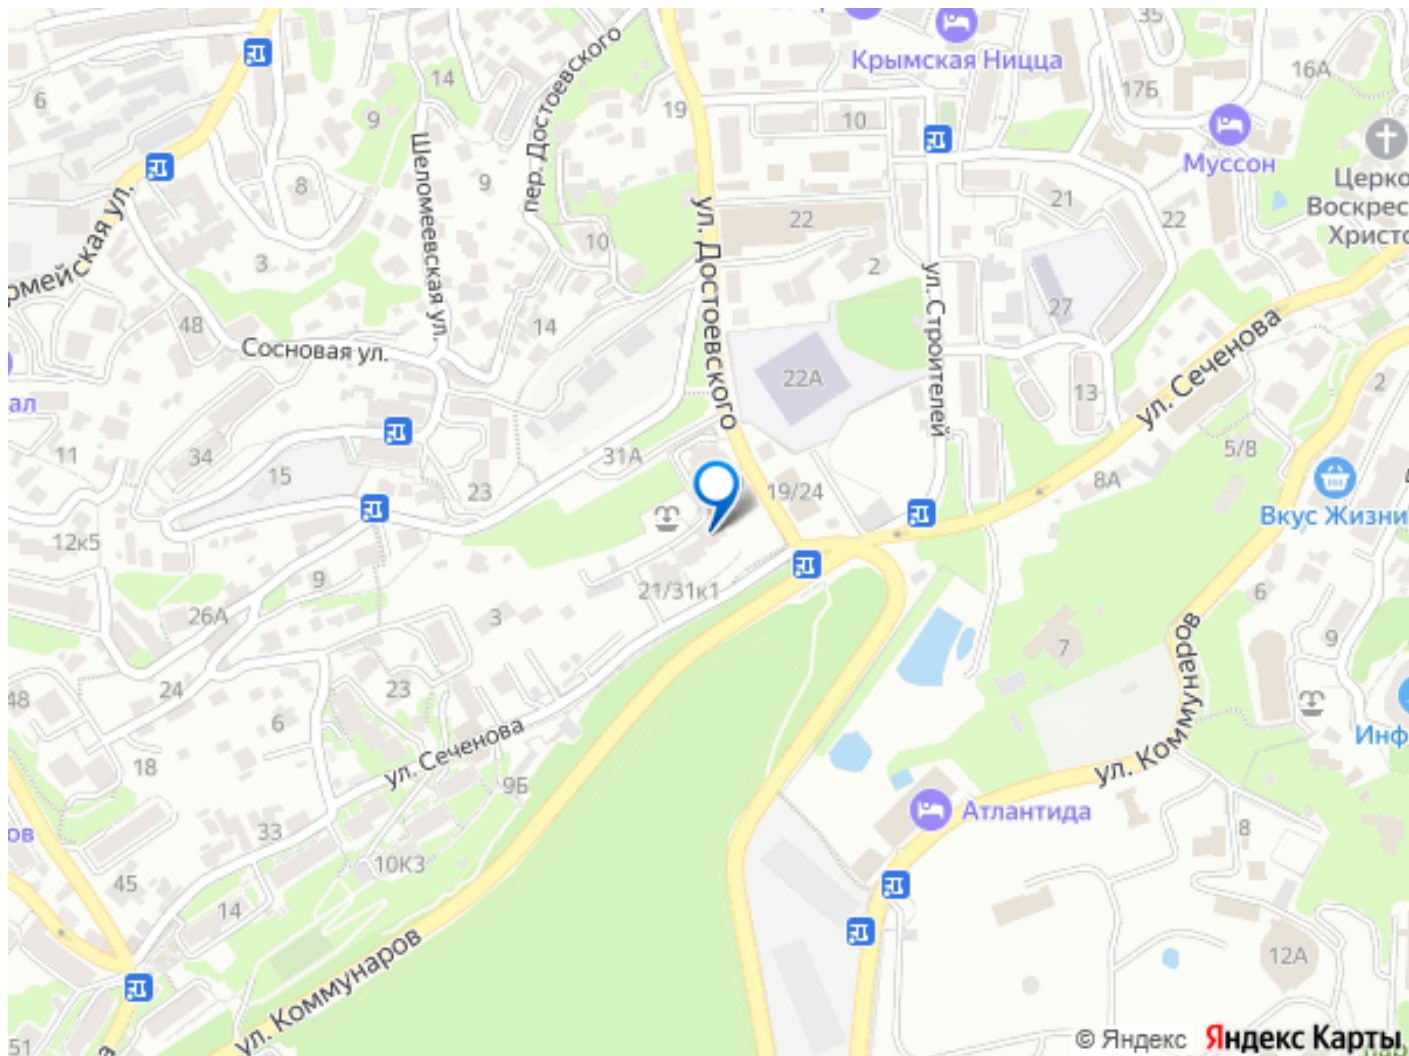 35
Крымская Ницца
16А
14
6
17Б
19
10
9
пер. Достоевского
Шеломеевская ул.
Муссон
Церко
Воскрес
Христо
9
8
21
22
22
ул. Достоевского
10
3
2
рмейская ул.
ул. Строителей
27
48
14
Сосновая ул.
ул. Сеченова
22А
13
2
ал
11
34
15
31А
23
19/24
5/8
8А
Вкус Жизни
12к5
9
21/31к1
26А
3
6
9
7
ул. Коммунаров
48
24
23
6
Инф
18
ул. Сеченова
9Б
Атлантида
ов
33
8
10К3
45
14
ул. Коммунаров
12А
51
а
© Яндекс Яндекс Карты